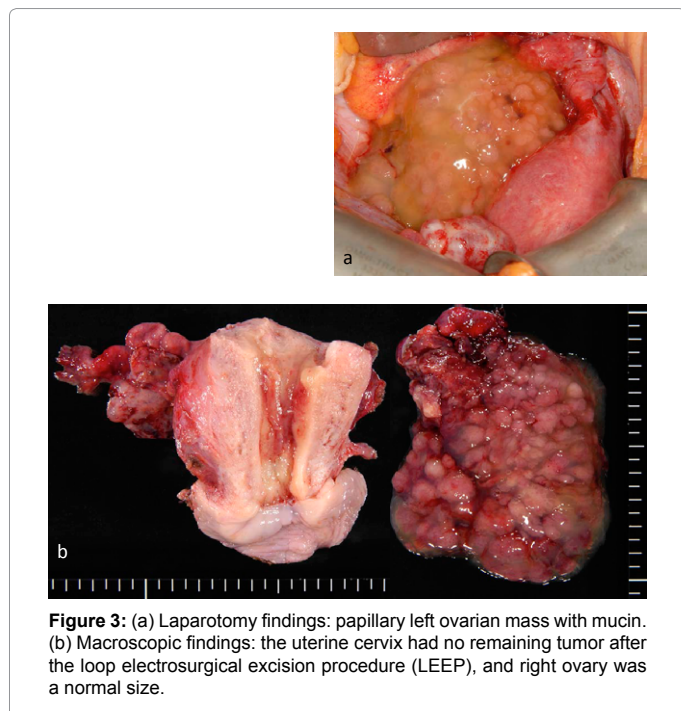 a
b
Figure 3: (a) Laparotomy findings: papillary left ovarian mass with mucin.
(b) Macroscopic findings: the uterine cervix had no remaining tumor after
the loop electrosurgical excision procedure (LEEP), and right ovary was
a normal size.